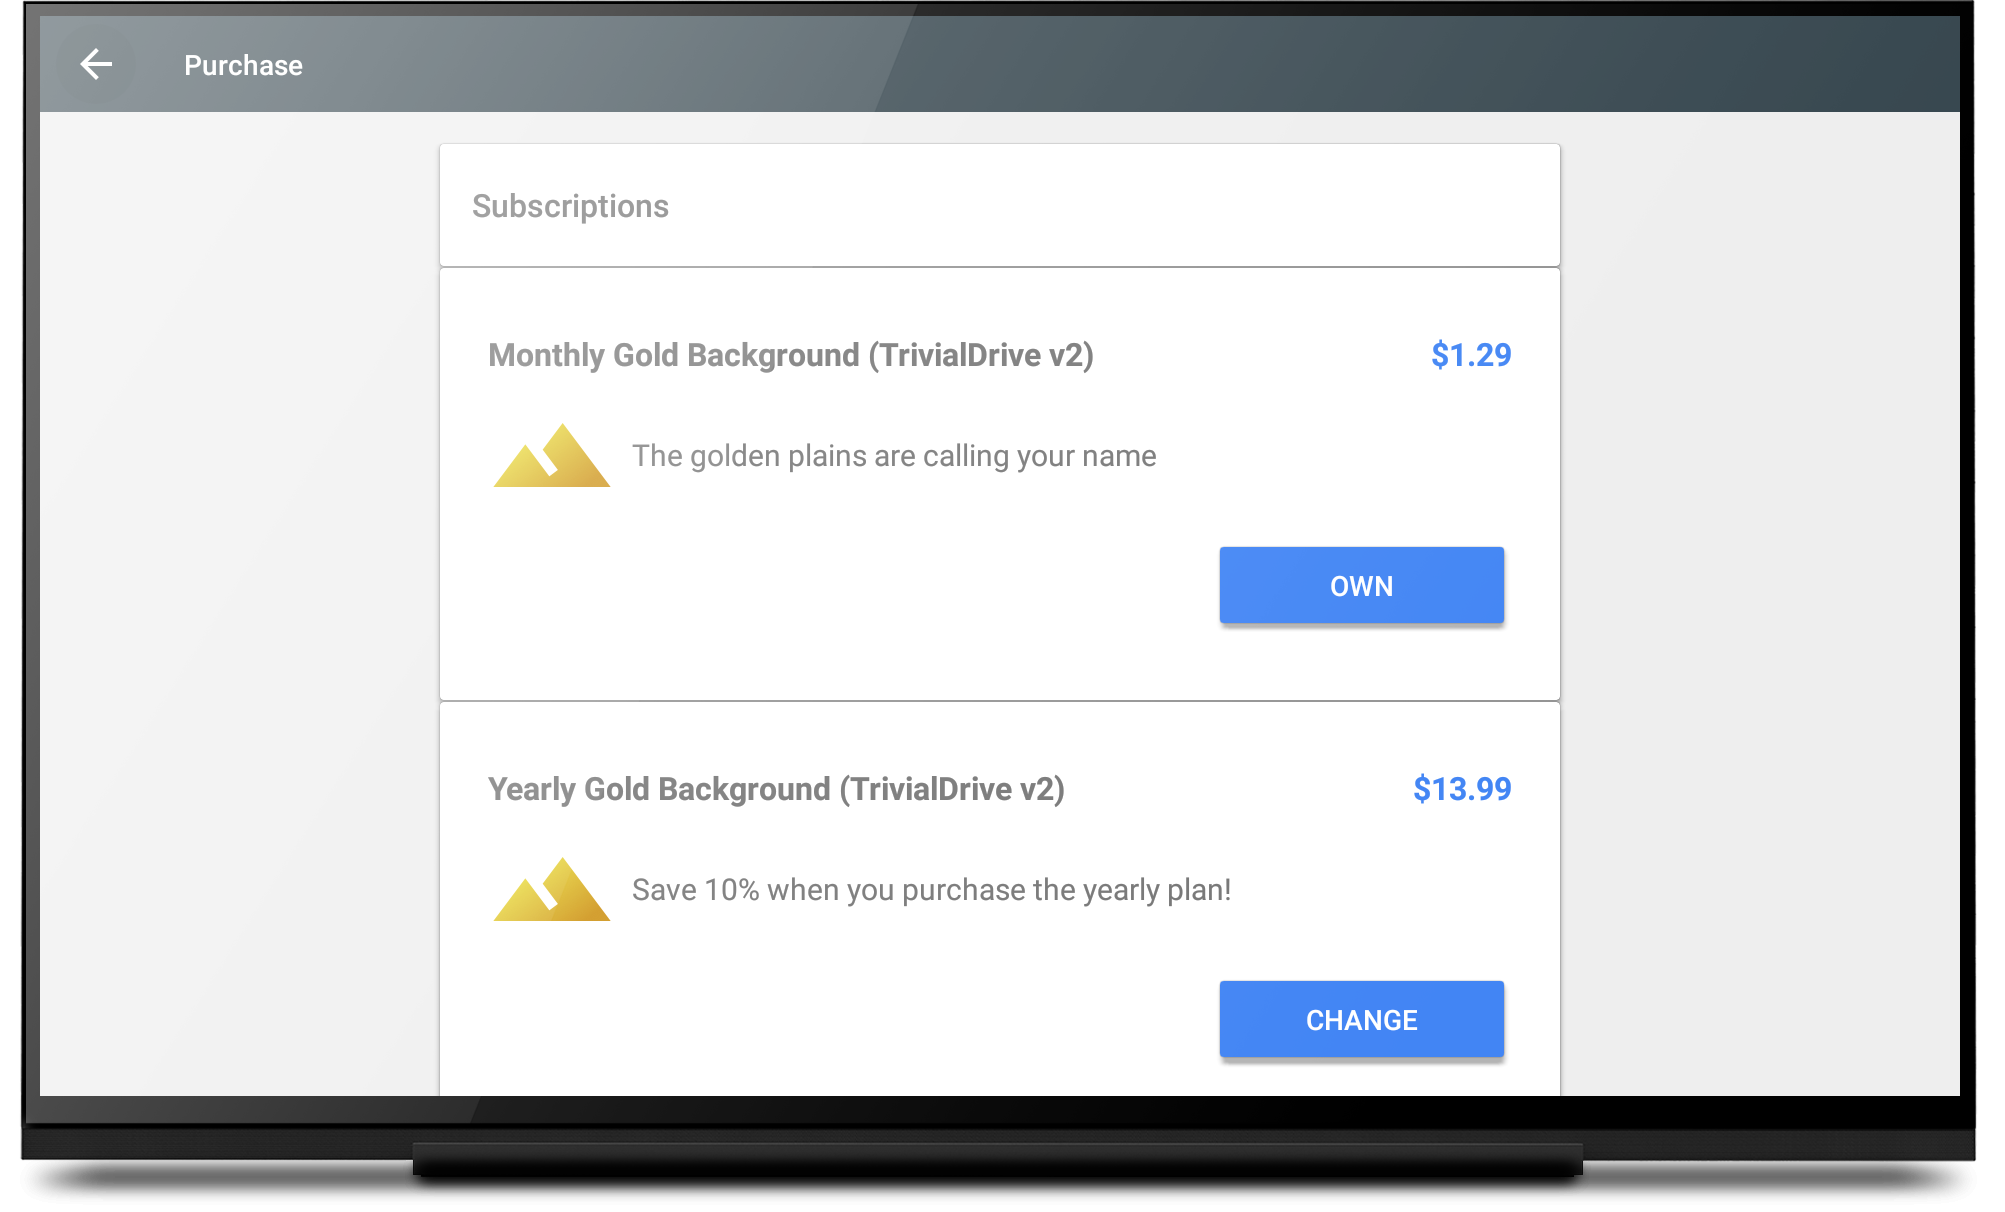 Purchase
Subscriptions
Monthly Gold Background (TrivialDrive v2)
$1.29
The golden plains are calling your name
OWN
Yearly Gold Background (TrivialDrive v2)
$13.99
Save 10% when you purchase the yearly plan!
CHANGE